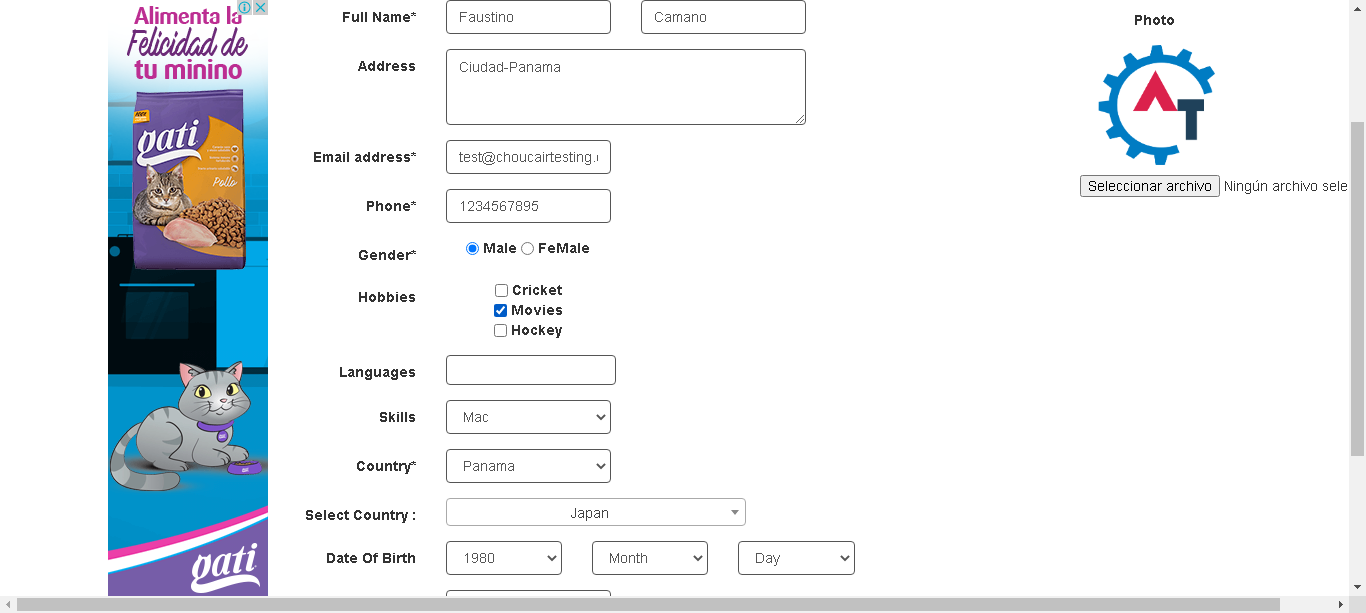 Alimenta la
Felicidad de
tu minino
gati
Pollo
gati
Full Name*
Faustino
Camano
Address
Ciudad-Panama
Email address*
test@choucairtesting.
Phone*
1234567895
Gender*
Male
FeMale
Hobbies
Cricket
Movies
Hockey
Languages
Skills
Mac
Country*
Panama
Select Country :
Japan
Date Of Birth
1980
Month
Day
Photo
AT
Seleccionar archivo
Ningún archivo sele